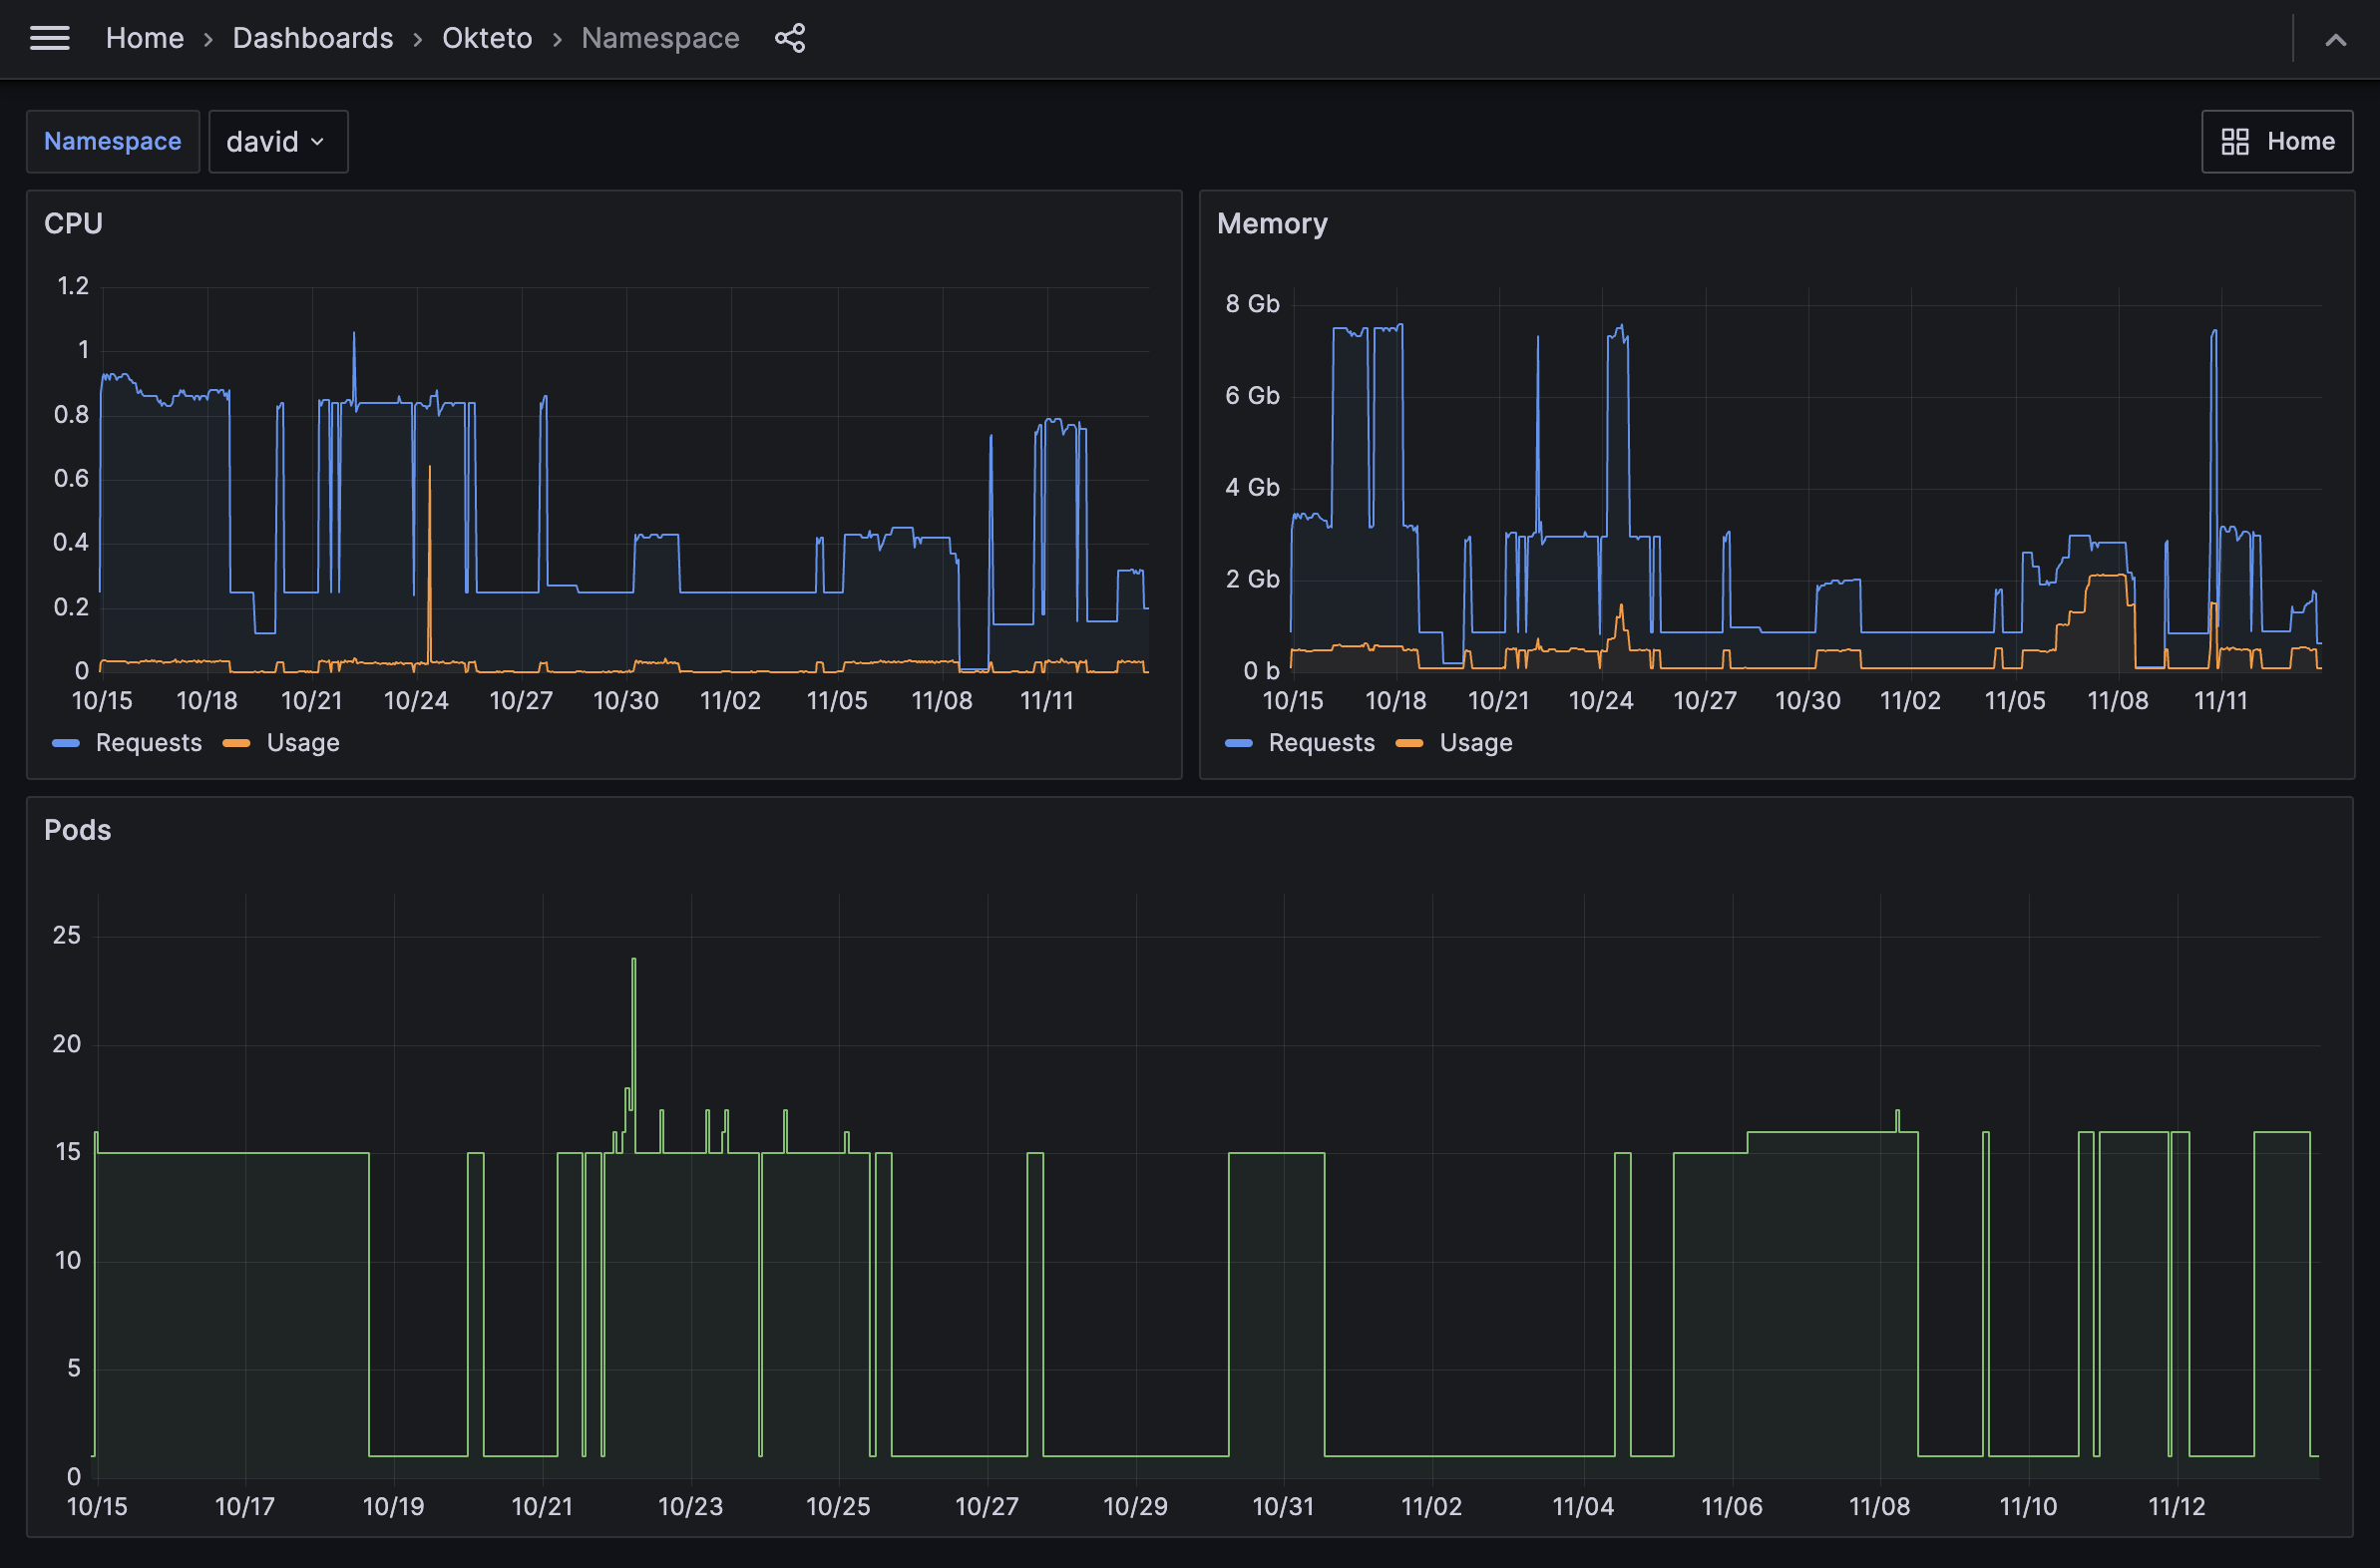 Home > Dashboards > Okteto > Namespace
Namespace david Home
CPU
1.2
1
0.8
0.6
0.4
0.2
0
10/15 10/18 10/21 10/24 10/27 10/30 11/02 11/05 11/08 11/11
Requests Usage
Memory
8 Gb
6 Gb
4 Gb
2 Gb
0 b
10/15 10/18 10/21 10/24 10/27 10/30 11/02 11/05 11/08 11/11
Requests Usage
Pods
25
20
15
10
5
0
10/15 10/17 10/19 10/21 10/23 10/25 10/27 10/29 10/31 11/02 11/04 11/06 11/08 11/10 11/12